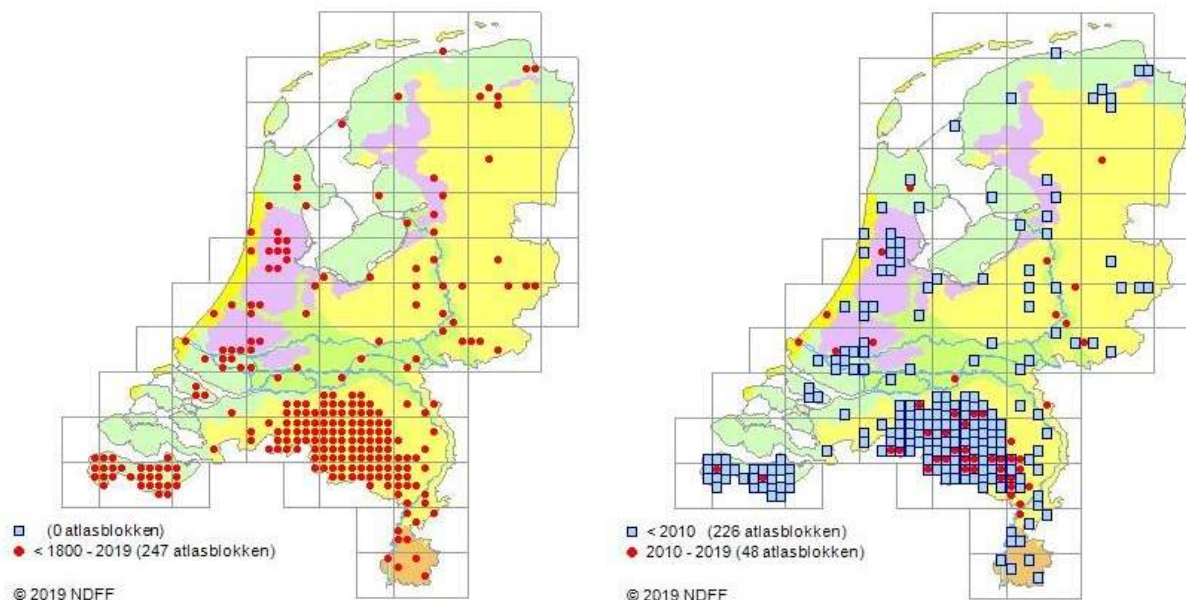 (0 atlasblokken)
< 1800 - 2019 (247 atlasblokken)
© 2019 NDFF
< 2010 (226 atlasblokken)
2010 - 2019 (48 atlasblokken)
© 2019 NDFF